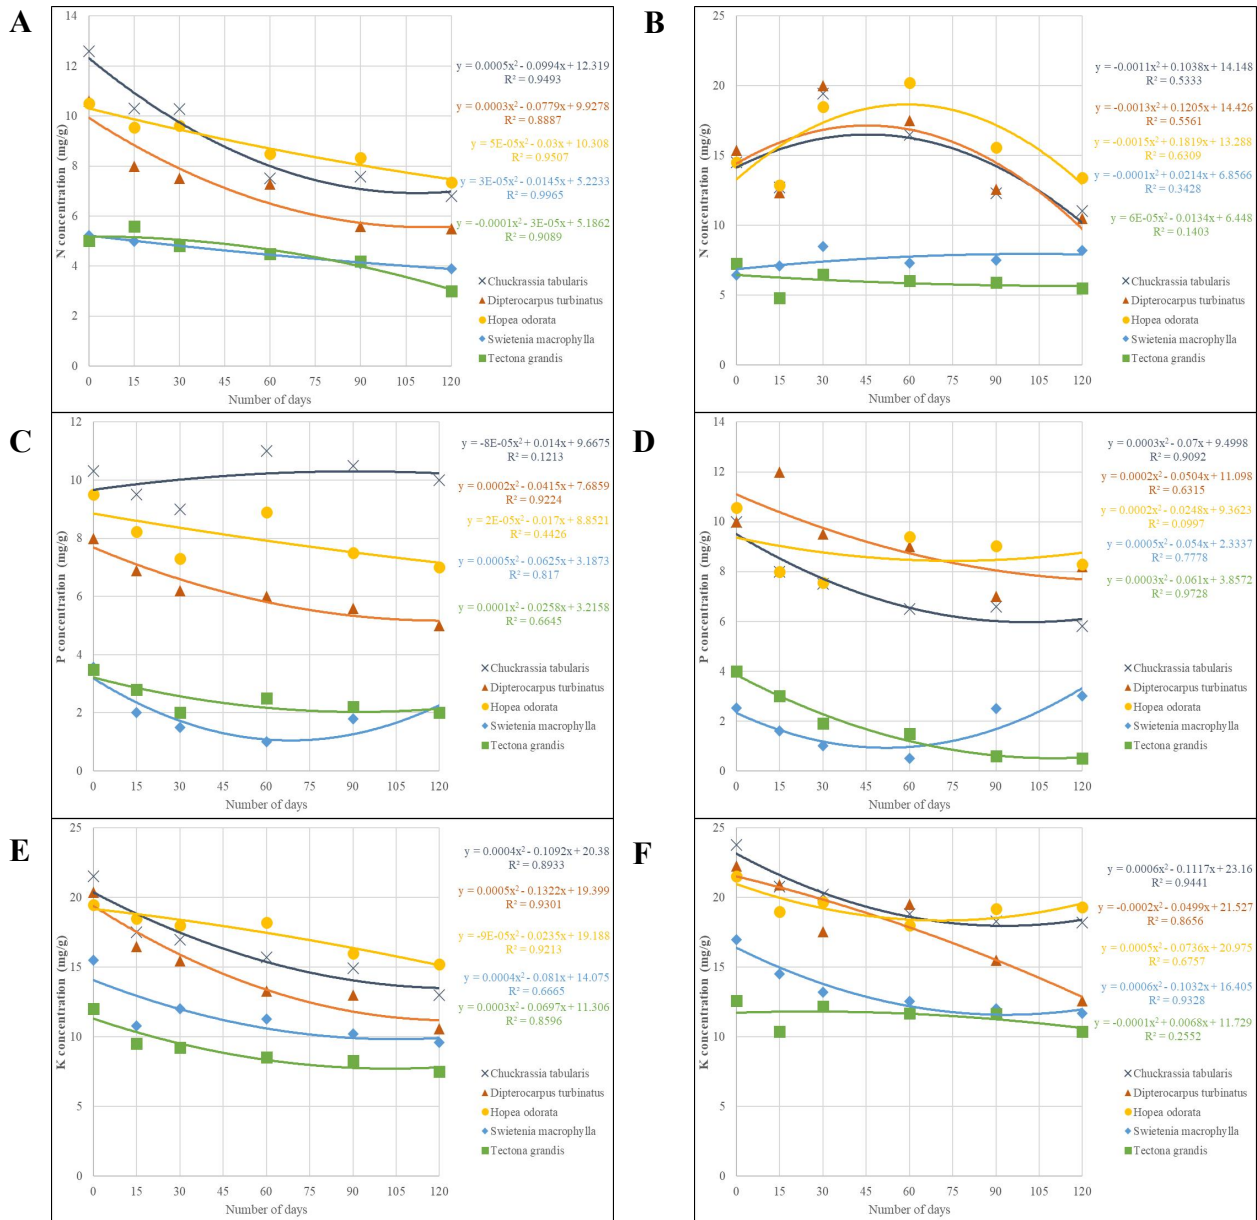 A
14
12
10
8
6
4
2
0
N concentration (mg/g)
0 15 30 45 60 75 90 105 120
Number of days
y = 0.0005x² - 0.0994x + 12.319
R² = 0.9493
y = 0.0003x² - 0.0779x + 9.9278
R² = 0.8887
y = 5E-05x² - 0.03x + 10.308
R² = 0.9507
y = 3E-05x² - 0.0145x + 5.2233
R² = 0.9965
y = -0.0001x² - 3E-05x + 5.1862
R² = 0.9089
Chuckrassia tabularis
Dipterocarpus turbinatus
Hopea odorata
Swietenia macrophylla
Tectona grandis
B
25
20
15
10
5
0
N concentration (mg/g)
0 15 30 45 60 75 90 105 120
Number of days
y = -0.0011x² + 0.1038x + 14.148
R² = 0.5333
y = -0.0013x² + 0.1205x + 14.426
R² = 0.5561
y = -0.0015x² + 0.1819x + 13.288
R² = 0.6309
y = -0.0001x² + 0.0214x + 6.8566
R² = 0.3428
y = 6E-05x² - 0.0134x + 6.448
R² = 0.1403
Chuckrassia tabularis
Dipterocarpus turbinatus
Hopea odorata
Swietenia macrophylla
Tectona grandis
C
12
10
8
6
4
2
0
P concentration (mg/g)
0 15 30 45 60 75 90 105 120
Number of days
y = -8E-05x² + 0.014x + 9.6675
R² = 0.1213
y = 0.0002x² - 0.0415x + 7.6859
R² = 0.9224
y = 2E-05x² - 0.017x + 8.8521
R² = 0.4426
y = 0.0005x² - 0.0625x + 3.1873
R² = 0.817
y = 0.0001x² - 0.0258x + 3.2158
R² = 0.6645
Chuckrassia tabularis
Dipterocarpus turbinatus
Hopea odorata
Swietenia macrophylla
Tectona grandis
D
14
12
10
8
6
4
2
0
P concentration (mg/g)
0 15 30 45 60 75 90 105 120
Number of days
y = 0.0003x² - 0.07x + 9.4998
R² = 0.9092
y = 0.0002x² - 0.0504x + 11.098
R² = 0.6315
y = 0.0002x² - 0.0248x + 9.3623
R² = 0.0997
y = 0.0005x² - 0.054x + 2.3337
R² = 0.7778
y = 0.0003x² - 0.061x + 3.8572
R² = 0.9728
Chuckrassia tabularis
Dipterocarpus turbinatus
Hopea odorata
Swietenia macrophylla
Tectona grandis
E
25
20
15
10
5
0
K concentration (mg/g)
0 15 30 45 60 75 90 105 120
Number of days
y = 0.0004x² - 0.1092x + 20.38
R² = 0.8933
y = 0.0005x² - 0.1322x + 19.399
R² = 0.9301
y = -9E-05x² - 0.0235x + 19.188
R² = 0.9213
y = 0.0004x² - 0.081x + 14.075
R² = 0.6665
y = 0.0003x² - 0.0697x + 11.306
R² = 0.8596
Chuckrassia tabularis
Dipterocarpus turbinatus
Hopea odorata
Swietenia macrophylla
Tectona grandis
F
25
20
15
10
5
0
K concentration (mg/g)
0 15 30 45 60 75 90 105 120
Number of days
y = 0.0006x² - 0.1117x + 23.16
R² = 0.9441
y = -0.0002x² - 0.0499x + 21.527
R² = 0.8656
y = 0.0005x² - 0.0736x + 20.975
R² = 0.6757
y = 0.0006x² - 0.1032x + 16.405
R² = 0.9328
y = -0.0001x² + 0.0068x + 11.729
R² = 0.2552
Chuckrassia tabularis
Dipterocarpus turbinatus
Hopea odorata
Swietenia macrophylla
Tectona grandis